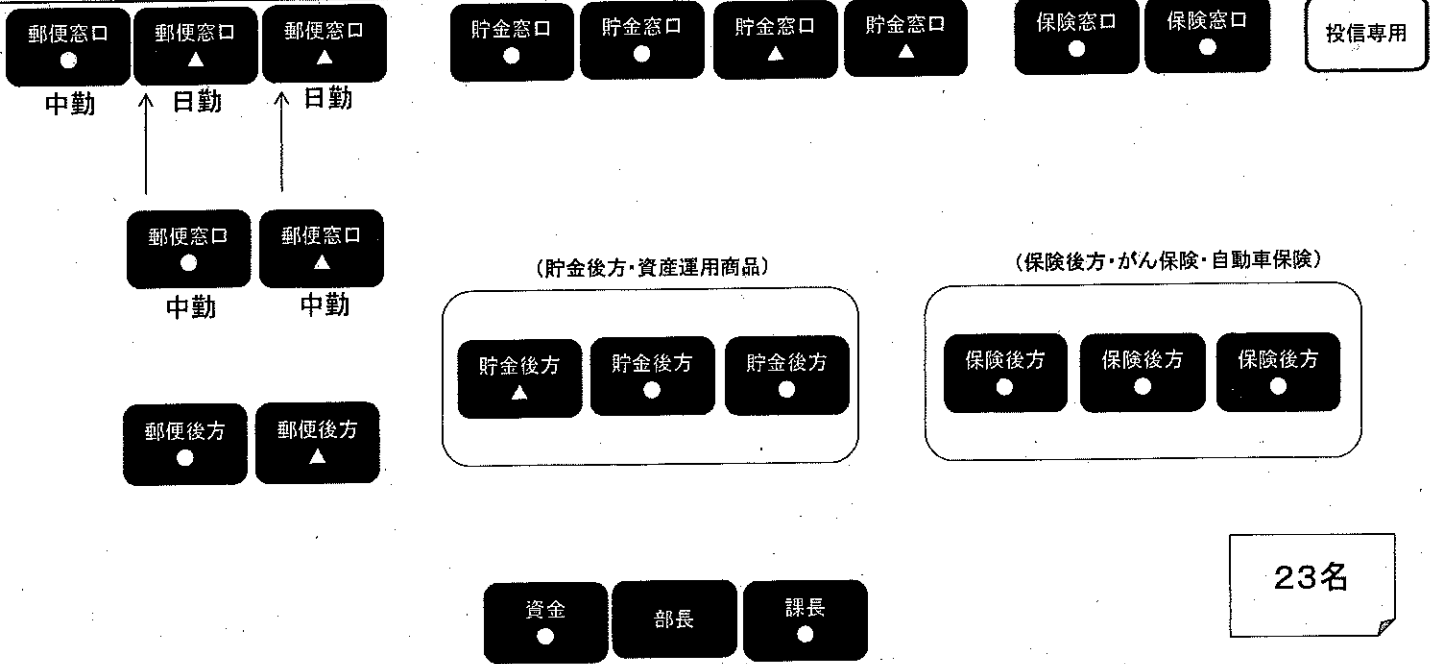 郵便窓口 郵便窓口 郵便窓口 貯金窓口 貯金窓口 貯金窓口 貯金窓口 保険窓口 保険窓口 投信専用
● ▲ ▲ ● ● ▲ ▲ ● ●
中勤 日勤 日勤
郵便窓口 郵便窓口
● ▲
中勤 中勤
(貯金後方・資産運用商品) (保険後方・がん保険・自動車保険)
貯金後方 貯金後方 貯金後方 保険後方 保険後方 保険後方
▲ ● ● ● ● ●
郵便後方 郵便後方
● ▲
23名
資金 部長 課長
● ●